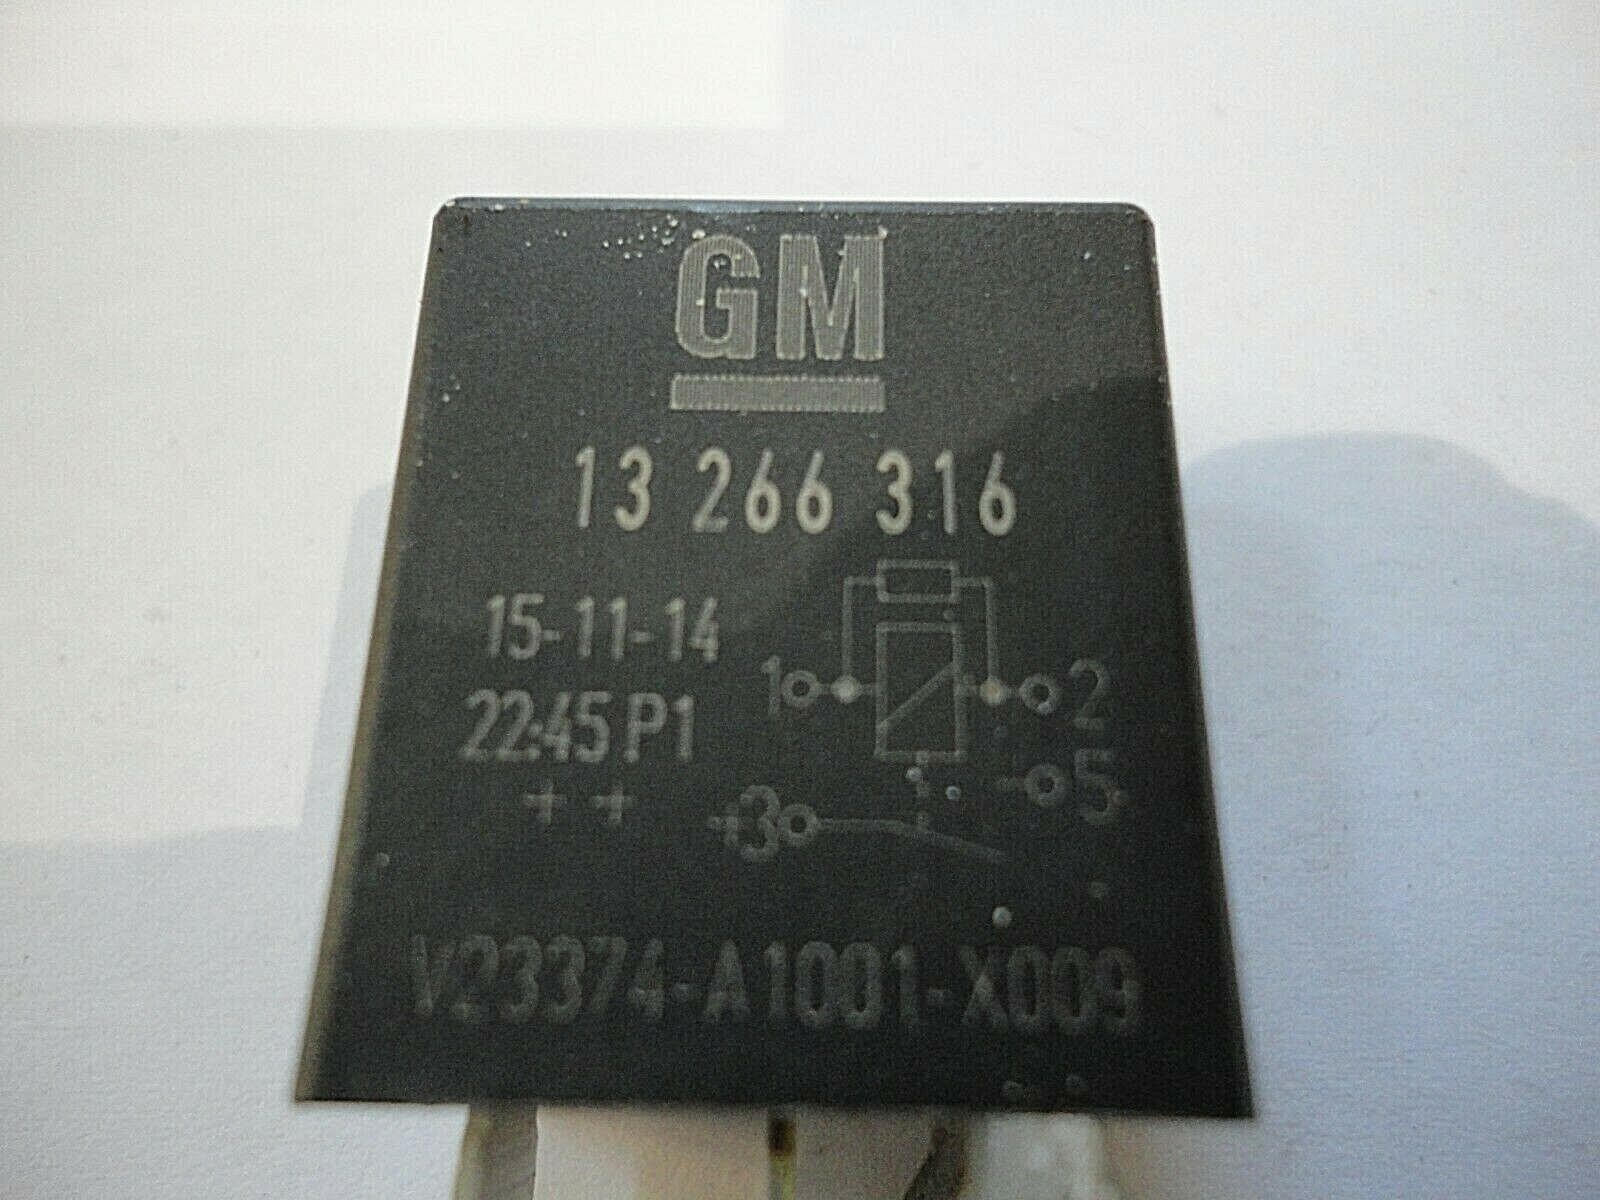 GM
13 266 316
15-11-14
22:45 P1
++
1 2
5
+3
V23374-A1001-X009